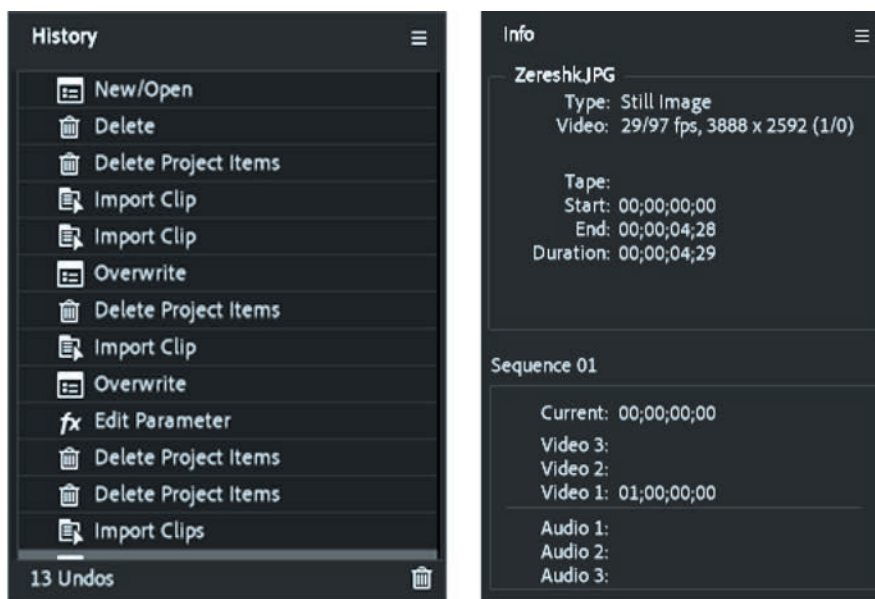 History
New/Open
Delete
Delete Project Items
Import Clip
Import Clip
Overwrite
Delete Project Items
Import Clip
Overwrite
fx Edit Parameter
Delete Project Items
Delete Project Items
Import Clips
13 Undos
Info
Zereshk.JPG
Type: Still Image
Video: 29/97 fps, 3888 x 2592 (1/0)
Tape:
Start: 00;00;00;00
End: 00;00;04;28
Duration: 00;00;04;29
Sequence 01
Current: 00;00;00;00
Video 3:
Video 2:
Video 1: 01;00;00;00
Audio 1:
Audio 2:
Audio 3: